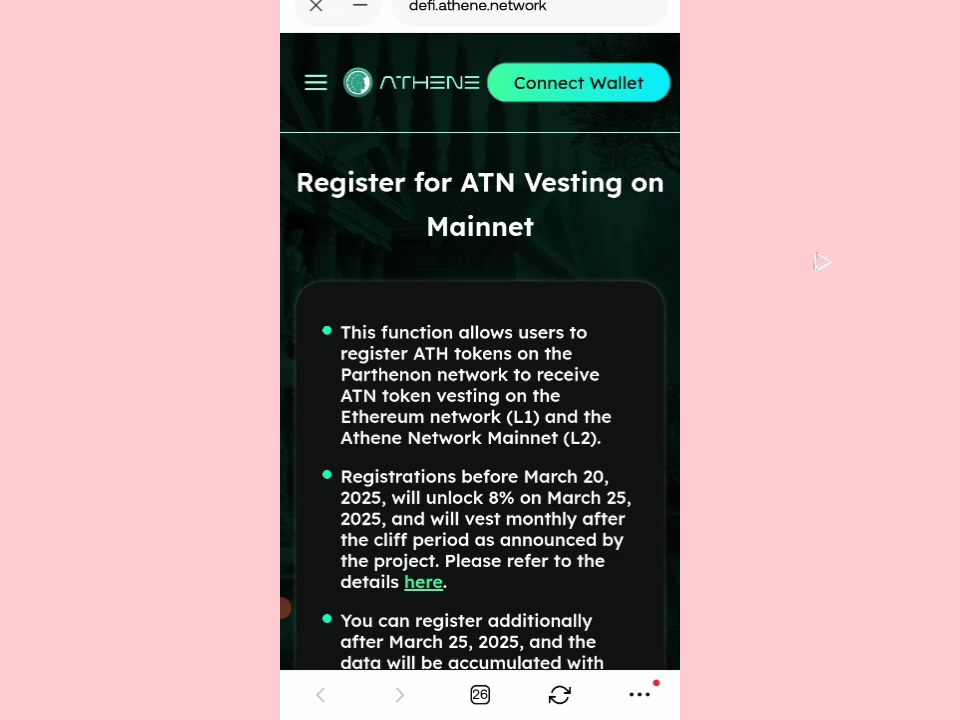 defi.athene.network
ATHENE
Connect Wallet
Register for ATN Vesting on
Mainnet
This function allows users to
register ATH tokens on the
Parthenon network to receive
ATN token vesting on the
Ethereum network (L1) and the
Athene Network Mainnet (L2).
Registrations before March 20,
2025, will unlock 8% on March 25,
2025, and will vest monthly after
the cliff period as announced by
the project. Please refer to the
details here.
You can register additionally
after March 25, 2025, and the
data will be accumulated with
26